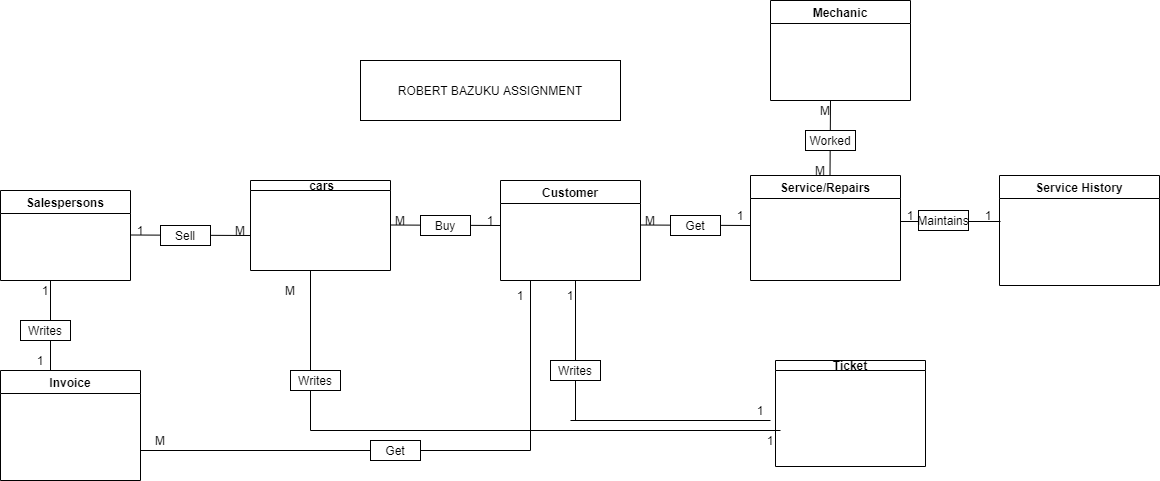 Mechanic
ROBERT BAZUKU ASSIGNMENT
M
Worked
M
Salespersons
cars
Customer
Service/Repairs
Service History
1
Sell
M
M
Buy
1
M
Get
1
1
Maintains
1
1
M
1
1
Writes
1
Invoice
Writes
Writes
Ticket
1
1
M
Get